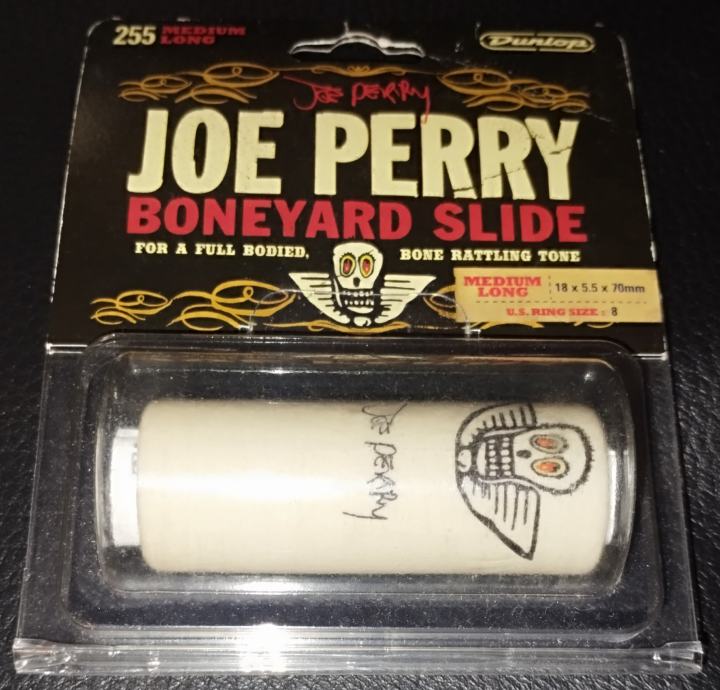 255 MEDIUM LONG
Dunlop
JOE PERRY
JOE PERRY
BONEYARD SLIDE
FOR A FULL BODIED, BONE RATTLING TONE
MEDIUM LONG 18 x 5.5 x 70mm
U.S. RING SIZE : 8
JOE PERRY